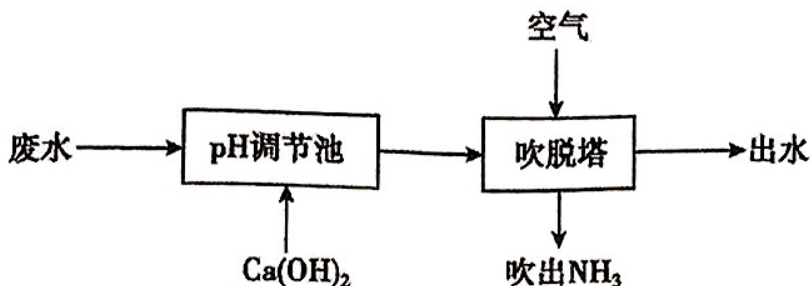 空气
废水
pH调节池
吹脱塔
出水
Ca(OH)₂
吹出NH₃